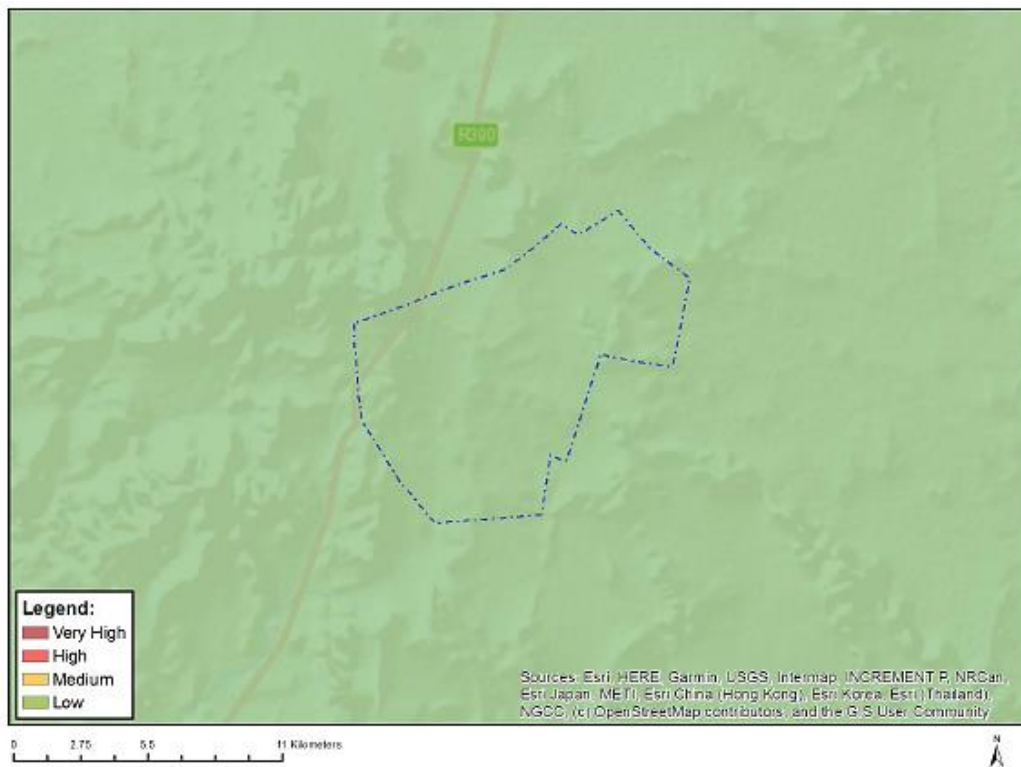 R390
Legend:
Very High
High
Medium
Low
Sources: Esri, HERE, Garmin, USGS, Intermap, INCREMENT P, NRCan,
Esri Japan, METI, Esri China (Hong Kong), Esri Korea, Esri (Thailand),
NGCC, (c) OpenStreetMap contributors, and the GIS User Community
0 2.75 5.5 11 Kilometers
N